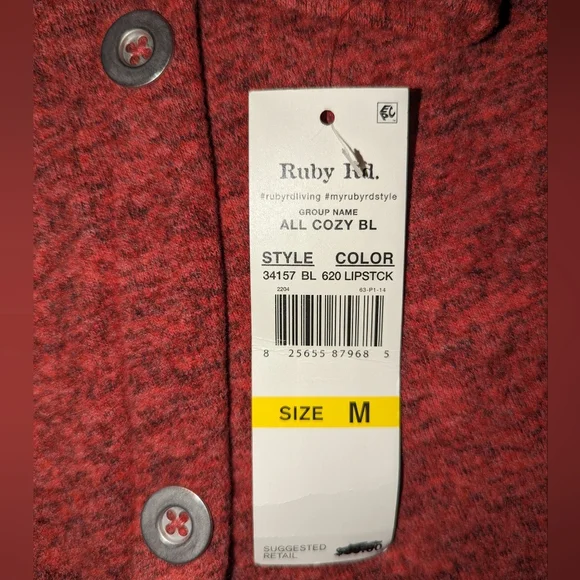 Ruby Rd.
#rubyrdliving #myrubyrdstyle
GROUP NAME
ALL COZY BL
STYLE COLOR
34157 BL 620 LIPSTCK
2204 63-P1-14
8 25655 87968 5
SIZE M
SUGGESTED
RETAIL